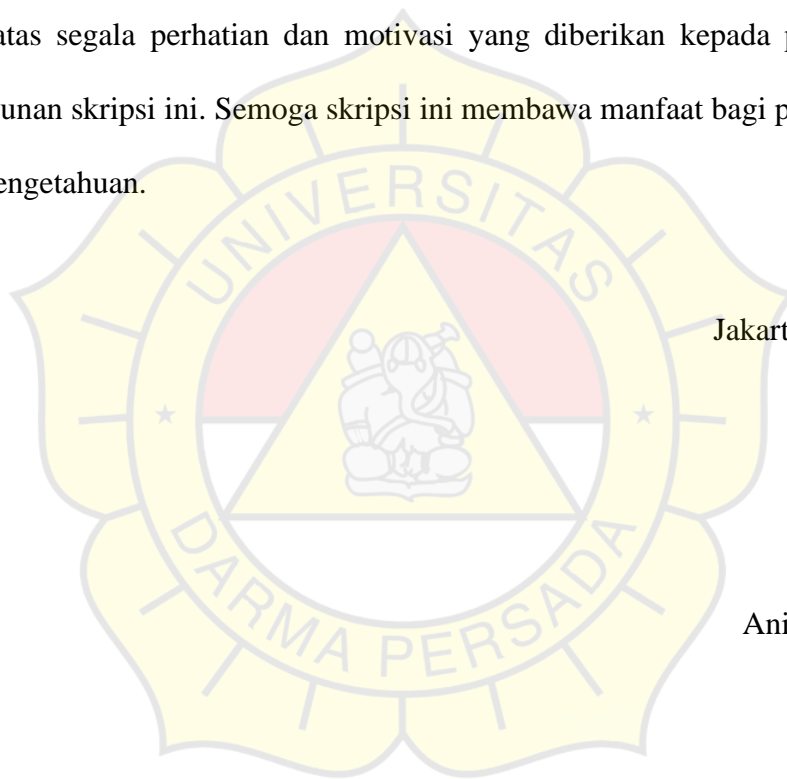 atas segala perhatian dan motivasi yang diberikan kepada p
unan skripsi ini. Semoga skripsi ini membawa manfaat bagi p
engetahuan.
UNIVERSITAS
Jakart
DARMA PERSADA
Ani